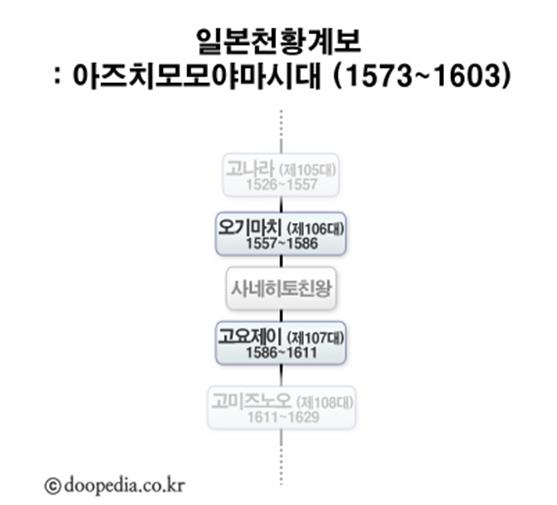 일본천황계보
: 아즈치모모야마시대 (1573~1603)
고나라 (제105대)
1526~1557
오기마치 (제106대)
1557~1586
사네히토친왕
고요제이 (제107대)
1586~1611
고미즈노오 (제108대)
1611~1629
ⓒdoopedia.co.kr